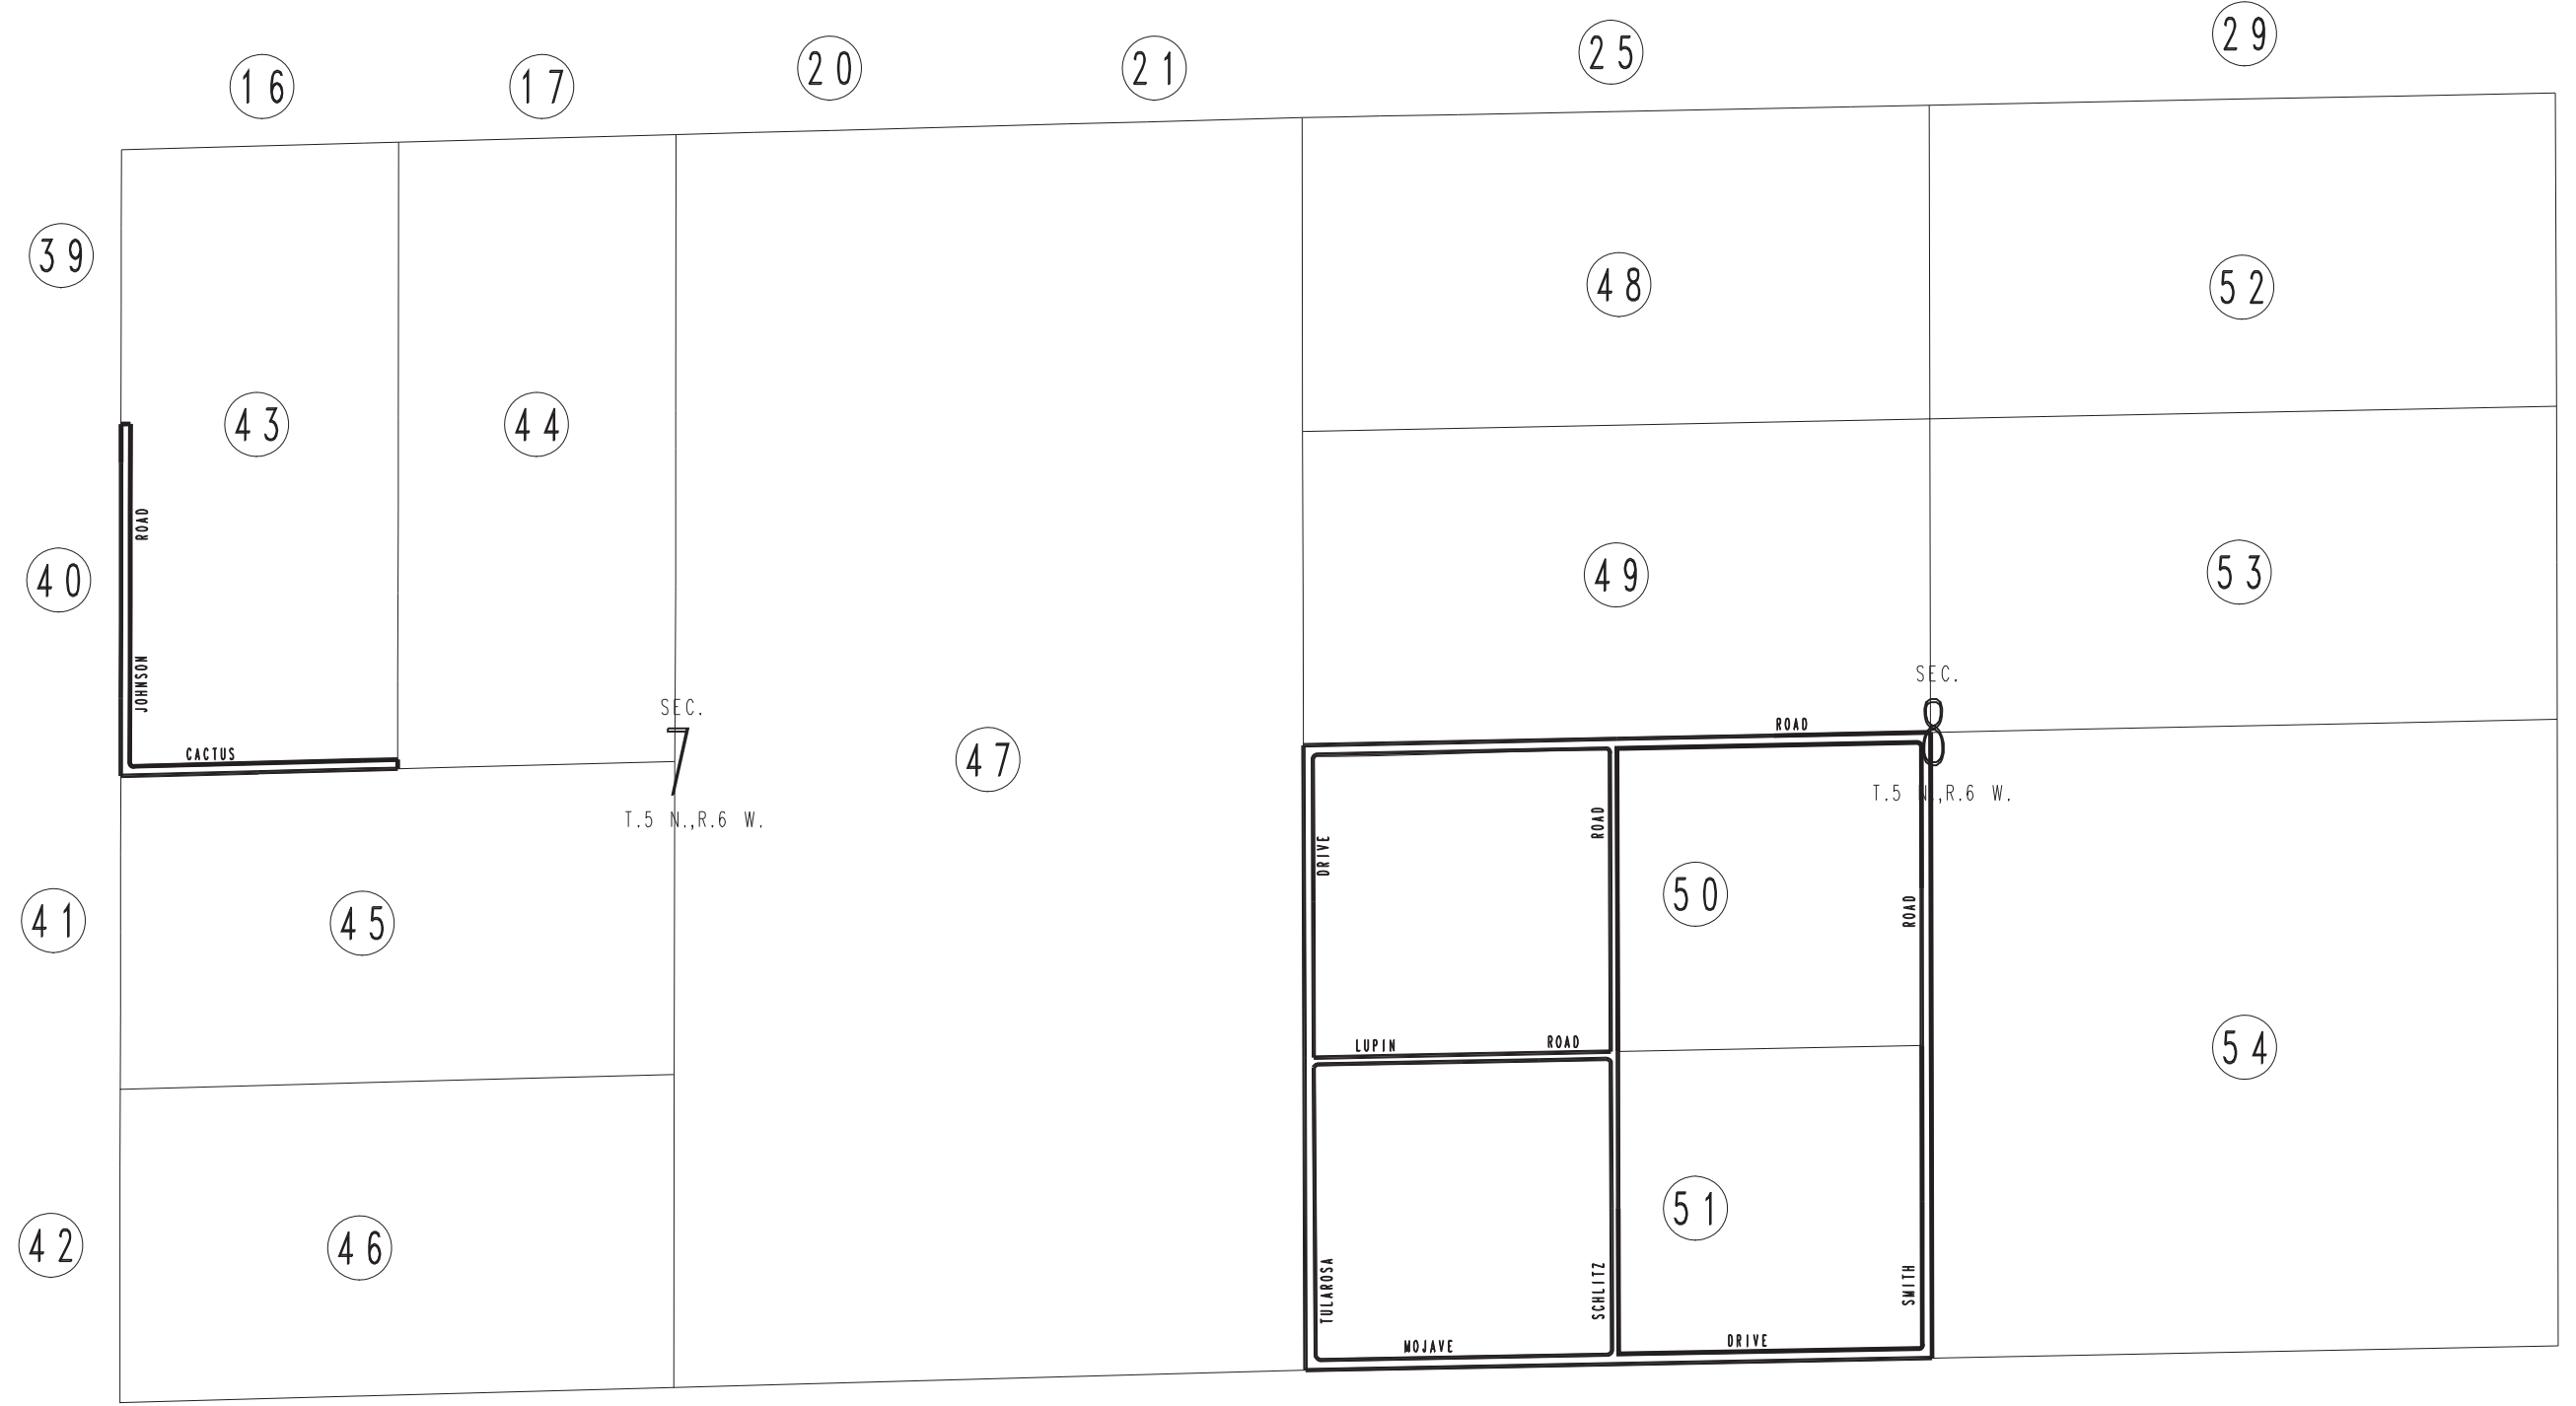 16
17
20
21
25
29
39
48
52
43
44
ROAD
40
49
53
JOHNSON
SEC.
SEC.
7
8
ROAD
CACTUS
47
T.5 N.,R.6 W.
T.5 N.,R.6 W.
DRIVE
ROAD
50
ROAD
41
45
LUPIN
ROAD
54
51
42
46
TULAROSA
SCHLITZ
SMITH
MOJAVE
DRIVE